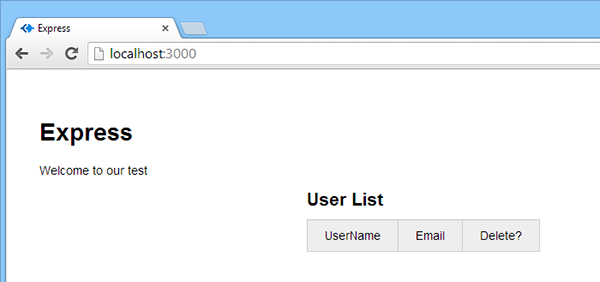 Express
localhost:3000
Express
Welcome to our test
User List
UserName Email Delete?